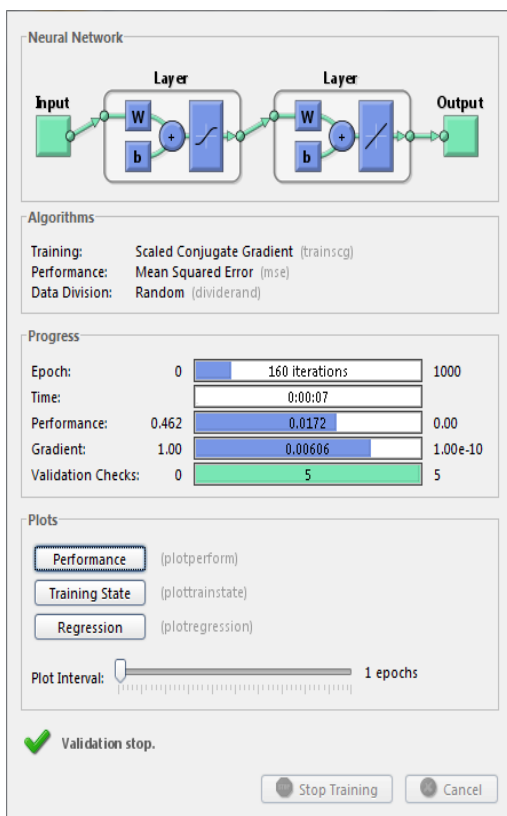 Neural Network
Layer Layer
Input Output
W W
+ +
b b
Algorithms
Training: Scaled Conjugate Gradient (trainscg)
Performance: Mean Squared Error (mse)
Data Division: Random (dividerand)
Progress
Epoch: 0 160 iterations 1000
Time: 0:00:07
Performance: 0.462 0.0172 0.00
Gradient: 1.00 0.00606 1.00e-10
Validation Checks: 0 5 5
Plots
Performance (plotperform)
Training State (plottrainstate)
Regression (plotregression)
Plot Interval: 1 epochs
Validation stop.
Stop Training Cancel